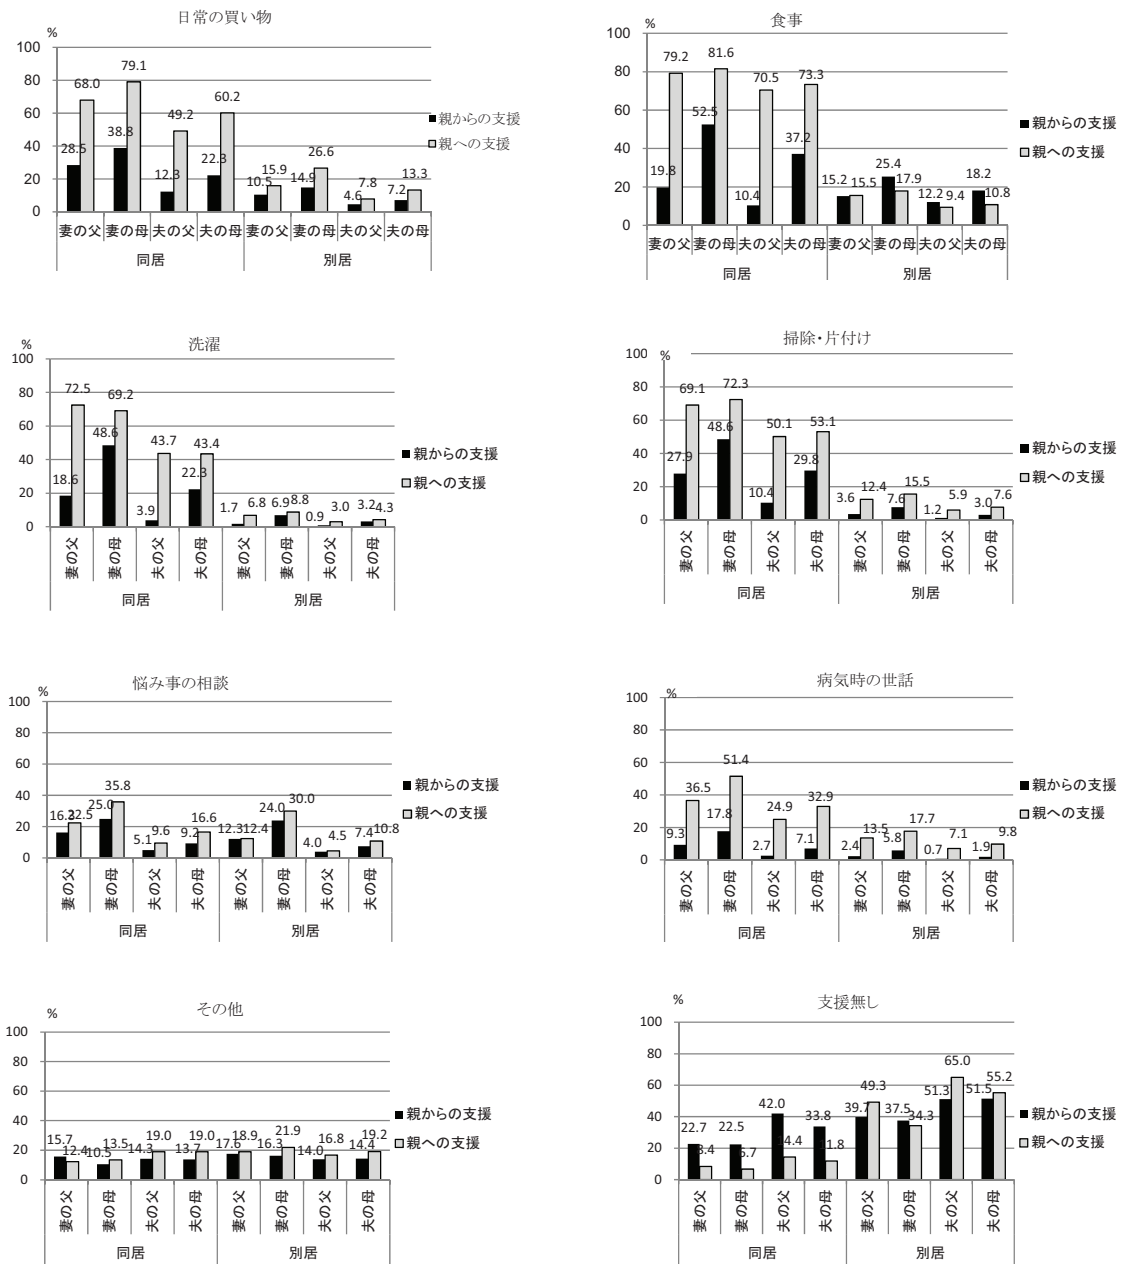 日常の買い物
%
100
80
60
40
20
0
28.5 68.0 38.8 79.1 12.3 49.2 22.3 60.2 10.5 15.9 14.9 26.6 4.6 7.8 7.2 13.3
妻の父 妻の母 夫の父 夫の母 妻の父 妻の母 夫の父 夫の母
同居 別居
■親からの支援
□親への支援
食事
%
100
80
60
40
20
0
19.8 79.2 52.5 81.6 10.4 70.5 37.2 73.3 15.2 15.5 25.4 17.9 12.2 9.4 18.2 10.8
妻の父 妻の母 夫の父 夫の母 妻の父 妻の母 夫の父 夫の母
同居 別居
■親からの支援
□親への支援
洗濯
%
100
80
60
40
20
0
18.6 72.5 48.6 69.2 3.9 43.7 22.3 43.4 1.7 6.8 6.9 8.8 0.9 3.0 3.2 4.3
妻の父 妻の母 夫の父 夫の母 妻の父 妻の母 夫の父 夫の母
同居 別居
■親からの支援
□親への支援
掃除・片付け
%
100
80
60
40
20
0
27.9 69.1 48.6 72.3 10.4 50.1 29.8 53.1 3.6 12.4 7.6 15.5 1.2 5.9 3.0 7.6
妻の父 妻の母 夫の父 夫の母 妻の父 妻の母 夫の父 夫の母
同居 別居
■親からの支援
□親への支援
悩み事の相談
%
100
80
60
40
20
0
16.3 22.5 25.0 35.8 5.1 9.6 9.2 16.6 12.3 12.4 24.0 30.0 4.0 4.5 7.4 10.8
妻の父 妻の母 夫の父 夫の母 妻の父 妻の母 夫の父 夫の母
同居 別居
■親からの支援
□親への支援
病気時の世話
%
100
80
60
40
20
0
9.3 36.5 17.8 51.4 2.7 24.9 7.1 32.9 2.4 13.5 5.8 17.7 0.7 7.1 1.9 9.8
妻の父 妻の母 夫の父 夫の母 妻の父 妻の母 夫の父 夫の母
同居 別居
■親からの支援
□親への支援
その他
%
100
80
60
40
20
0
15.7 12.4 10.5 13.5 14.3 19.0 13.7 19.0 17.6 18.9 16.3 21.9 14.0 16.8 14.4 19.2
妻の父 妻の母 夫の父 夫の母 妻の父 妻の母 夫の父 夫の母
同居 別居
■親からの支援
□親への支援
支援無し
%
100
80
60
40
20
0
22.7 8.4 22.5 6.7 42.0 14.4 33.8 11.8 39.7 49.3 37.5 34.3 51.3 65.0 51.5 55.2
妻の父 妻の母 夫の父 夫の母 妻の父 妻の母 夫の父 夫の母
同居 別居
■親からの支援
□親への支援